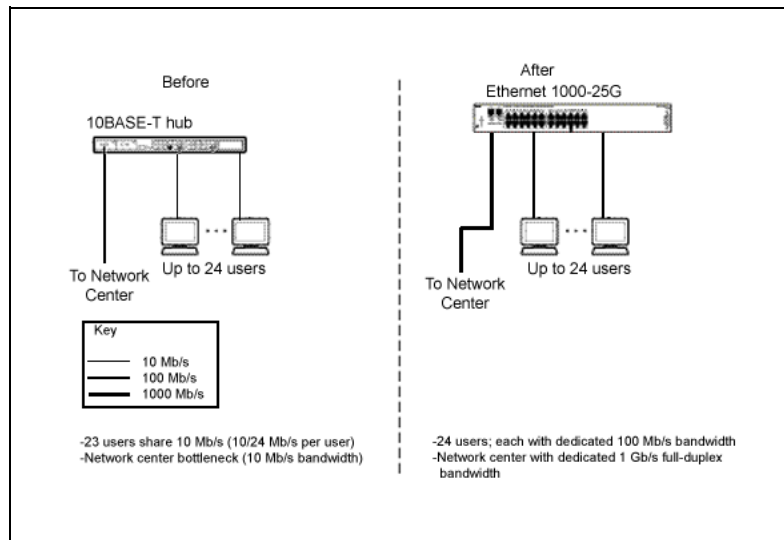 Before
10BASE-T hub
To Network
Center
Up to 24 users
Key
10 Mb/s
100 Mb/s
1000 Mb/s
-23 users share 10 Mb/s (10/24 Mb/s per user)
-Network center bottleneck (10 Mb/s bandwidth)
After
Ethernet 1000-25G
To Network
Center
Up to 24 users
-24 users; each with dedicated 100 Mb/s bandwidth
-Network center with dedicated 1 Gb/s full-duplex
bandwidth